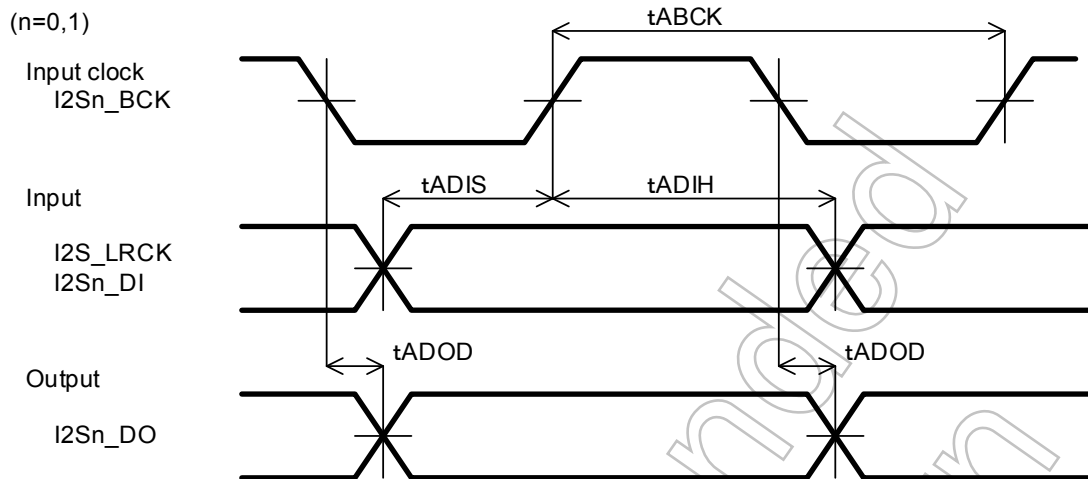 (n=0,1)
tABCK
Input clock
I2Sn_BCK
Input
tADIS
tADIH
I2S_LRCK
I2Sn_DI
tADOD
tADOD
Output
I2Sn_DO